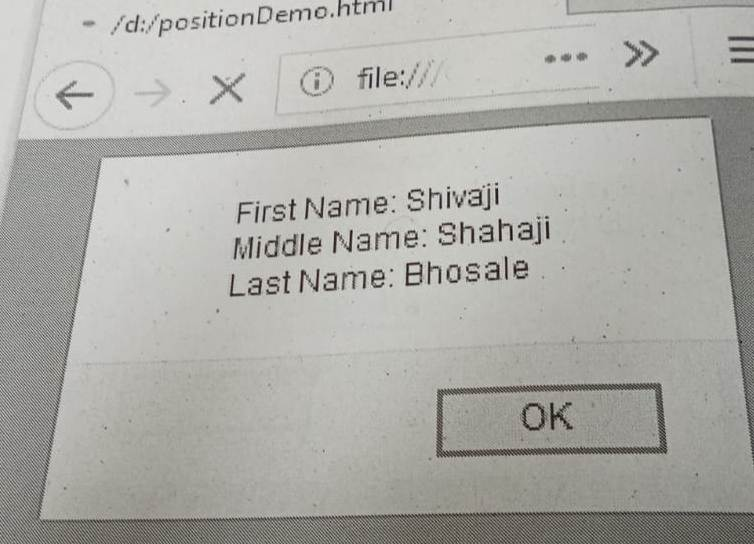 - /d:/positionDemo.html
file:///
First Name: Shivaji
Middle Name: Shahaji
Last Name: Bhosale
OK